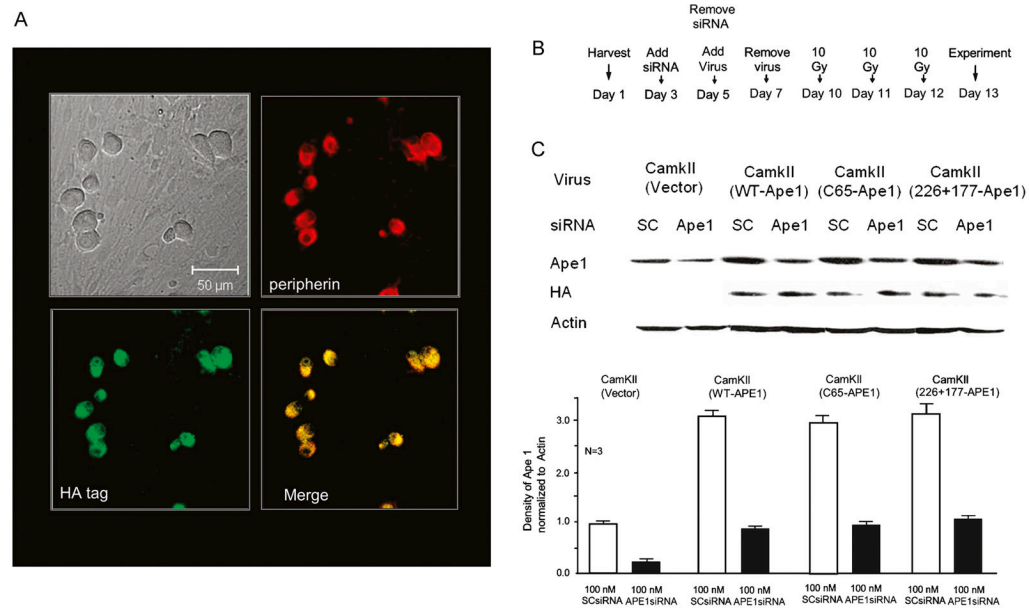 A
50 µm
peripherin
HA tag
Merge
B
Remove
siRNA
Harvest Add Add Remove 10 10 10 Experiment
siRNA Virus virus Gy Gy Gy
Day 1 Day 3 Day 5 Day 7 Day 10 Day 11 Day 12 Day 13
C
Virus CamkII CamkII CamkII CamkII
(Vector) (WT-Ape1) (C65-Ape1) (226+177-Ape1)
siRNA SC Ape1 SC Ape1 SC Ape1 SC Ape1
Ape1
HA
Actin
CamKII CamKII CamKII CamKII
(Vector) (WT-APE1) (C65-APE1) (226+177-APE1)
Density of Ape 1
normalized to Actin
3.0
N=3
2.0
1.0
0.0
100 nM 100 nM 100 nM 100 nM 100 nM 100 nM 100 nM 100 nM
SCsiRNA APE1siRNA SCsiRNA APE1siRNA SCsiRNA APE1siRNA SCsiRNA APE1siRNA